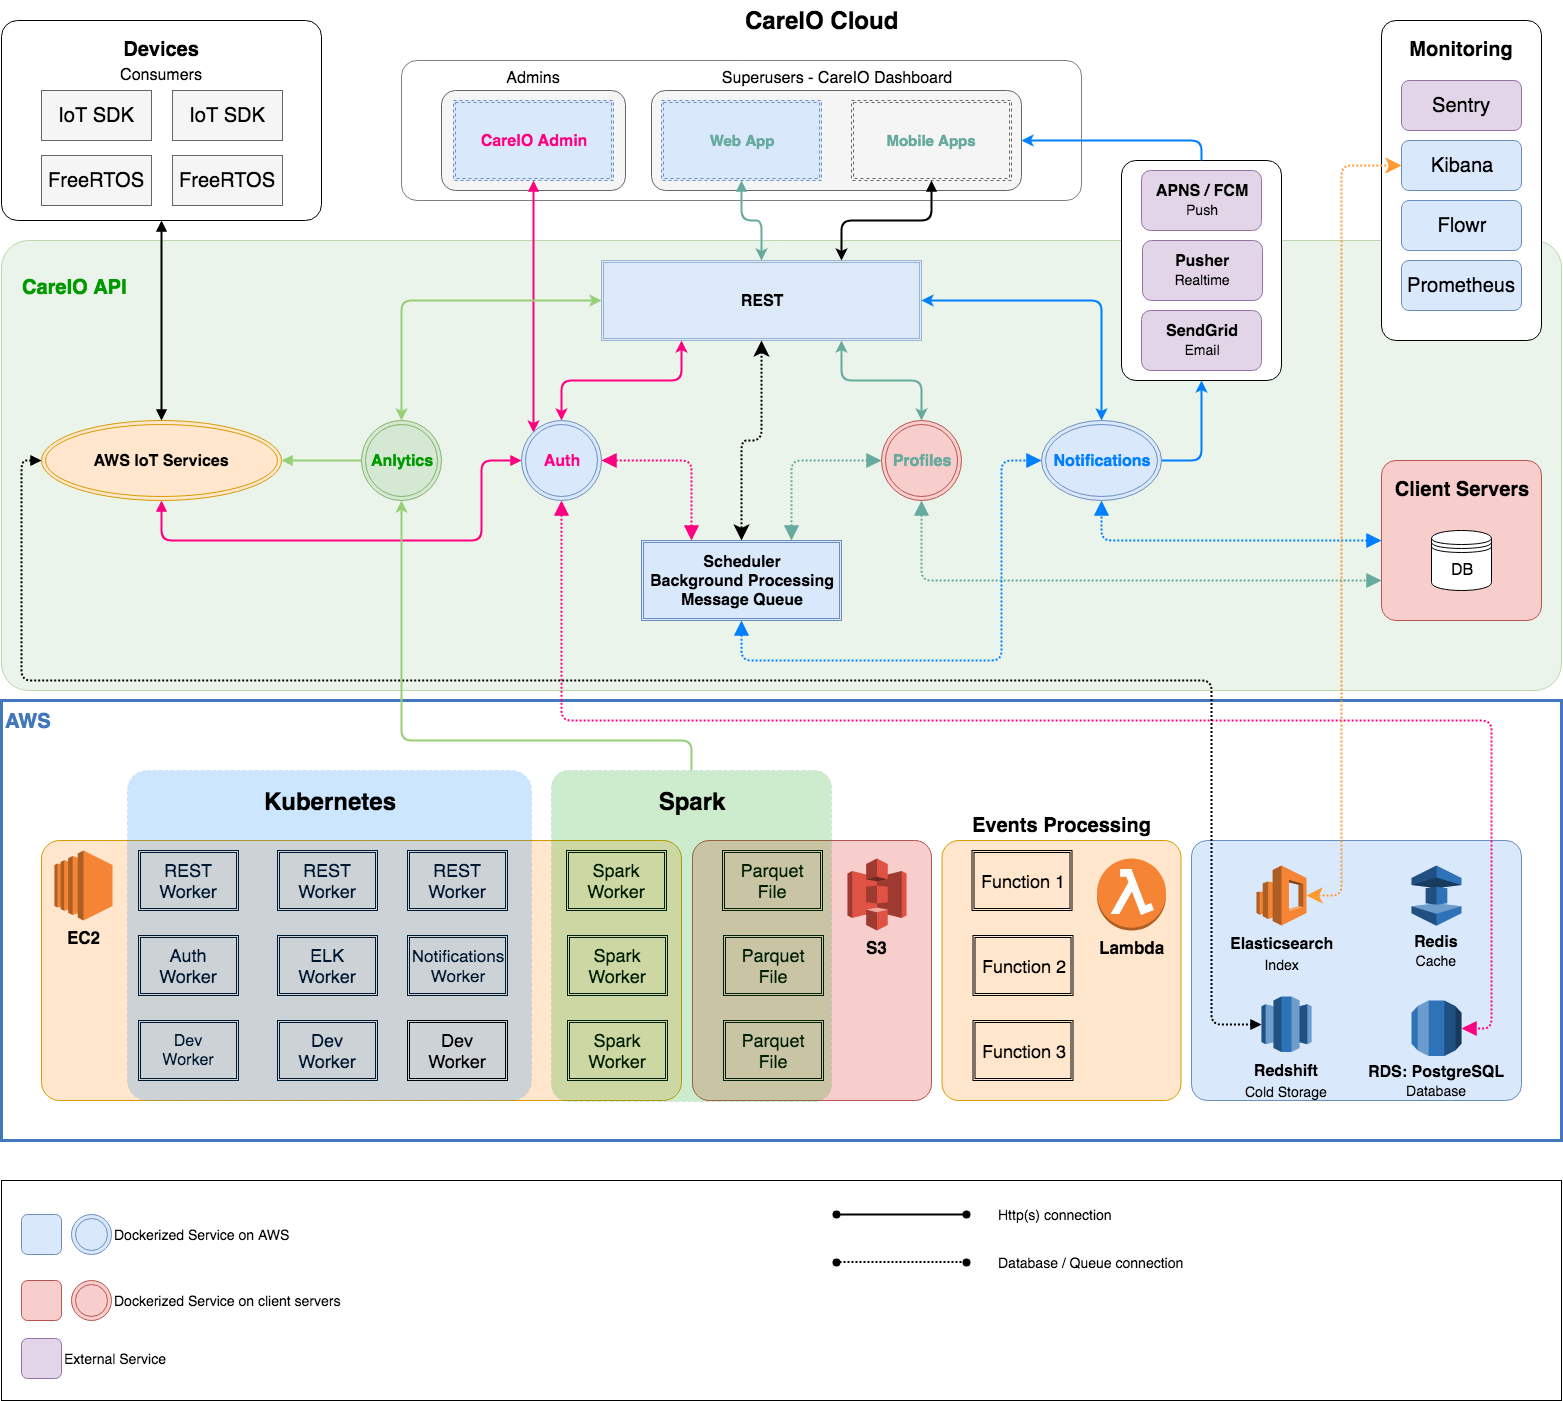 CareIO Cloud
Devices
Consumers
IoT SDK
IoT SDK
FreeRTOS
FreeRTOS
Admins
CareIO Admin
Superusers - CareIO Dashboard
Web App
Mobile Apps
APNS / FCM
Push
Pusher
Realtime
SendGrid
Email
Monitoring
Sentry
Kibana
Flowr
Prometheus
CareIO API
REST
AWS IoT Services
Anlytics
Auth
Profiles
Notifications
Scheduler
Background Processing
Message Queue
Client Servers
DB
AWS
Kubernetes
EC2
REST
Worker
REST
Worker
REST
Worker
Auth
Worker
ELK
Worker
Notifications
Worker
Dev
Worker
Dev
Worker
Dev
Worker
Spark
Spark
Worker
Spark
Worker
Spark
Worker
Parquet
File
Parquet
File
Parquet
File
S3
Events Processing
Function 1
Function 2
Function 3
Lambda
Elasticsearch
Index
Redis
Cache
Redshift
Cold Storage
RDS: PostgreSQL
Database
Dockerized Service on AWS
Dockerized Service on client servers
External Service
Http(s) connection
Database / Queue connection